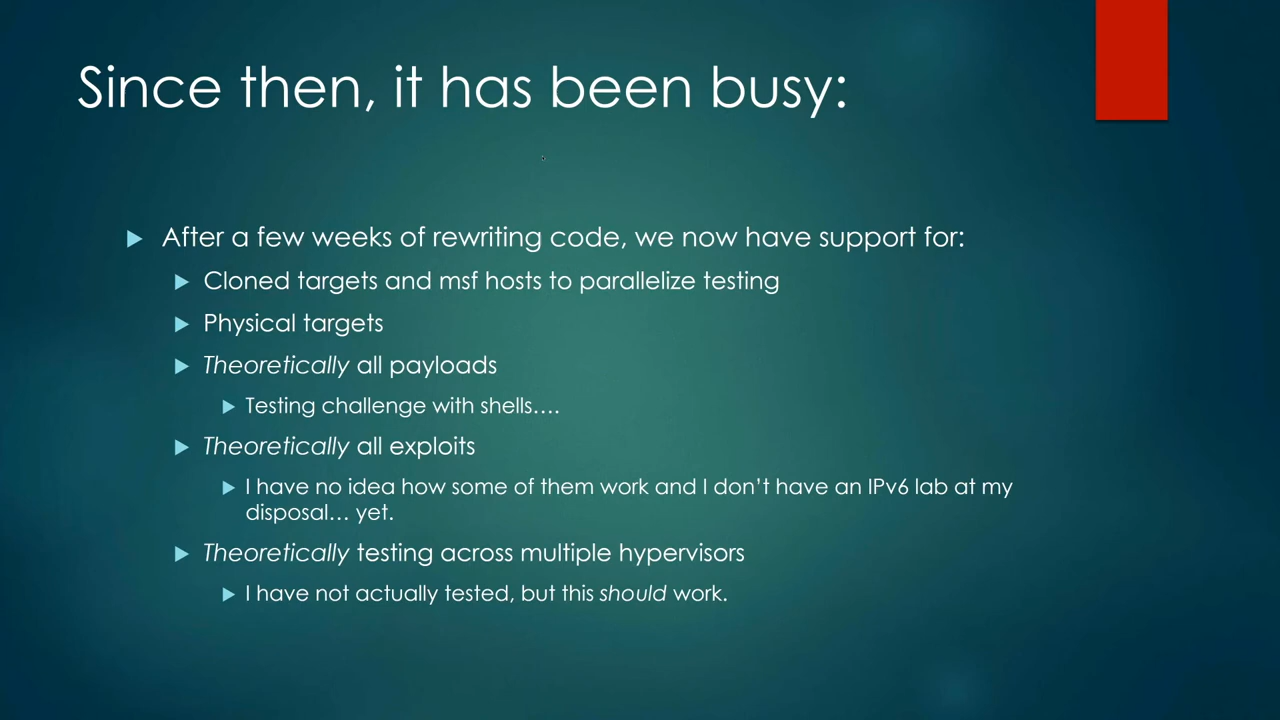 Since then, it has been busy:
After a few weeks of rewriting code, we now have support for:
Cloned targets and msf hosts to parallelize testing
Physical targets
Theoretically all payloads
Testing challenge with shells….
Theoretically all exploits
I have no idea how some of them work and I don’t have an IPv6 lab at my
disposal… yet.
Theoretically testing across multiple hypervisors
I have not actually tested, but this should work.